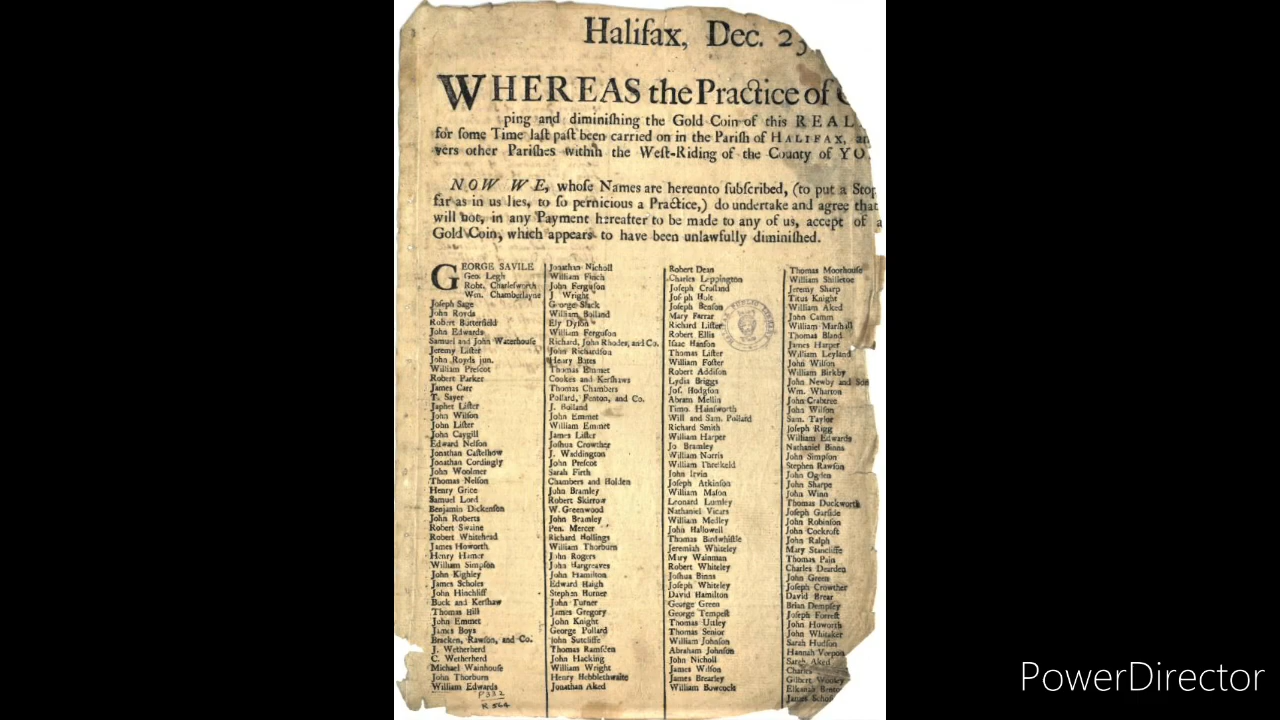 Halifax, Dec. 23
WHEREAS the Practice of C
ping and diminishing the Gold Coin of this REAL
for ſome Time laſt paſt been carried on in the Pariſh of HALIFAX, an
vers other Pariſhes within the Weſt-Riding of the County of YO
NOW WE, whoſe Names are hereunto ſubſcribed, (to put a Stop
far as in us lies, to ſo pernicious a Practice,) do undertake and agree that
will not, in any Payment hereafter to be made to any of us, accept of a
Gold Coin, which appears to have been unlawfully diminiſhed.
GEORGE SAVILE
Geo. Legh
Robt. Charleſworth
Wm. Chamberlayne
Joſeph Sage
John Royds
Robert Butterfield
John Edwards
Samuel and John Waterhouſe
Jeremy Liſter
John Royds jun.
William Preſcot
Robert Parker
James Carr
T. Sayer
Japhet Liſter
John Wilſon
John Liſter
John Caygill
Edward Nelſon
Jonathan Caſtelhow
Jonathan Cordingly
John Woolmer
Thomas Nelſon
Henry Grice
Samuel Lord
Benjamin Dickenſon
John Roberts
Robert Swaine
Robert Whitehead
James Howorth
Henry Hamer
William Simpſon
John Kighley
James Scholes
John Hinchliff
Buck and Kerſhaw
Thomas Hill
John Emmet
James Boys
Bracken, Rawſon, and Co.
J. Wetherherd
C. Wetherherd
Michael Wainhouſe
John Thorburn
William Edwards
P332
R 564
Jonathan Nicholl
William Finch
John Ferguſon
J. Wright
George Slack
William Bolland
Ely Dyſon
William Ferguſon
Richard, John Rhodes, and Co.
John Richardſon
Henry Bates
Thomas Emmet
Cookes and Kerſhaws
Thomas Chambers
Pollard, Fenton, and Co.
J. Bolland
John Emmet
William Emmet
James Liſter
Joſhua Crowther
J. Waddington
John Preſcot
Sarah Firth
Chambers and Holden
John Bramley
Robert Skirrow
W. Greenwood
John Bramley
Pen. Mercer
Richard Hollings
William Thorburn
John Rogers
John Hargreaves
John Hamilton
Edward Haigh
Stephen Horner
John Turner
James Gregory
John Knight
George Pollard
John Sutcliffe
Thomas Ramſden
John Hacking
William Wright
Henry Hebblethwaite
Jonathan Aked
Robert Dean
Charles Leppington
Joſeph Croſland
Joſeph Holt
Joſeph Benſon
Mary Farrar
Richard Liſter
Robert Ellis
Iſaac Hanſon
Thomas Liſter
William Foſter
Robert Addiſon
Lydia Briggs
Joſ. Hodgſon
Abram Mellin
Timo. Hainſworth
Will and Sam. Pollard
Richard Smith
William Harper
Jo Bramley
William Norris
William Threlkeld
John Irvin
Joſeph Atkinſon
William Maſon
Leonard Lumley
Nathaniel Vicars
William Medley
John Hallowell
Thomas Birdwhiſtle
Jeremiah Whiteley
Mary Wainman
Robert Whiteley
Joſhua Binns
Joſeph Whiteley
David Hamilton
George Green
George Tempeſt
Thomas Uttley
Thomas Senior
William Johnſon
Abraham Johnſon
John Nicholl
James Wilſon
James Brearley
William Bowcock
Thomas Moorhouſe
William Shilletoe
Jeremy Sharp
Titus Knight
William Aked
John Camm
William Marſhall
Thomas Bland
James Harper
William Leyland
John Wilſon
William Birkby
John Newby and Son
Wm. Wharton
John Crabtree
John Wilſon
Sam. Taylor
Joſeph Rigg
William Edwards
Nathaniel Binns
John Simpſon
Stephen Rawſon
John Ogden
John Sharpe
John Winn
Thomas Duckworth
Joſeph Garſide
John Robinſon
John Cockroft
John Ralph
Mary Stancliffe
Thomas Pain
Charles Dearden
John Green
Joſeph Crowther
David Brear
Brian Dempſey
Joſeph Forreſt
John Howorth
John Whitaker
Sarah Hudſon
Hannah Verpon
Sarah Aked
Charles
Gilbert Wooley
Elkanah
James
PowerDirector